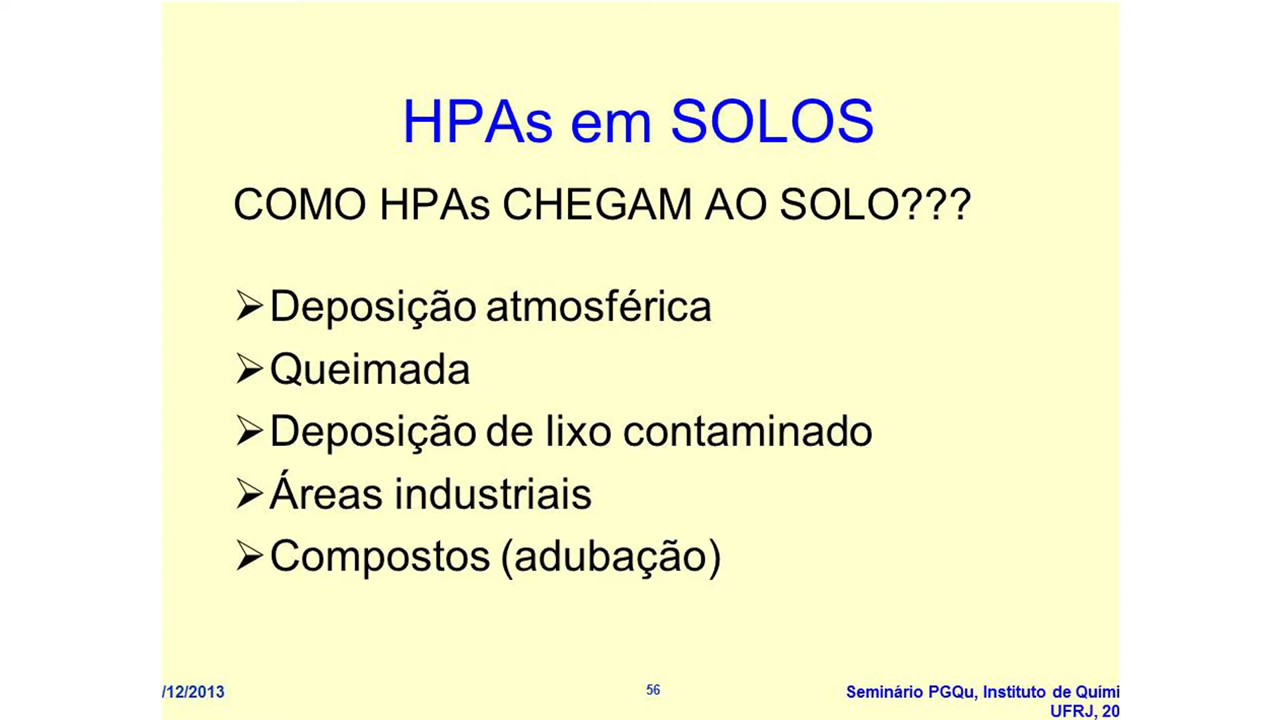 HPAs em SOLOS
COMO HPAs CHEGAM AO SOLO???
Deposição atmosférica
Queimada
Deposição de lixo contaminado
Áreas industriais
Compostos (adubação)
/12/2013
56
Seminário PGQu, Instituto de Quími
UFRJ, 20